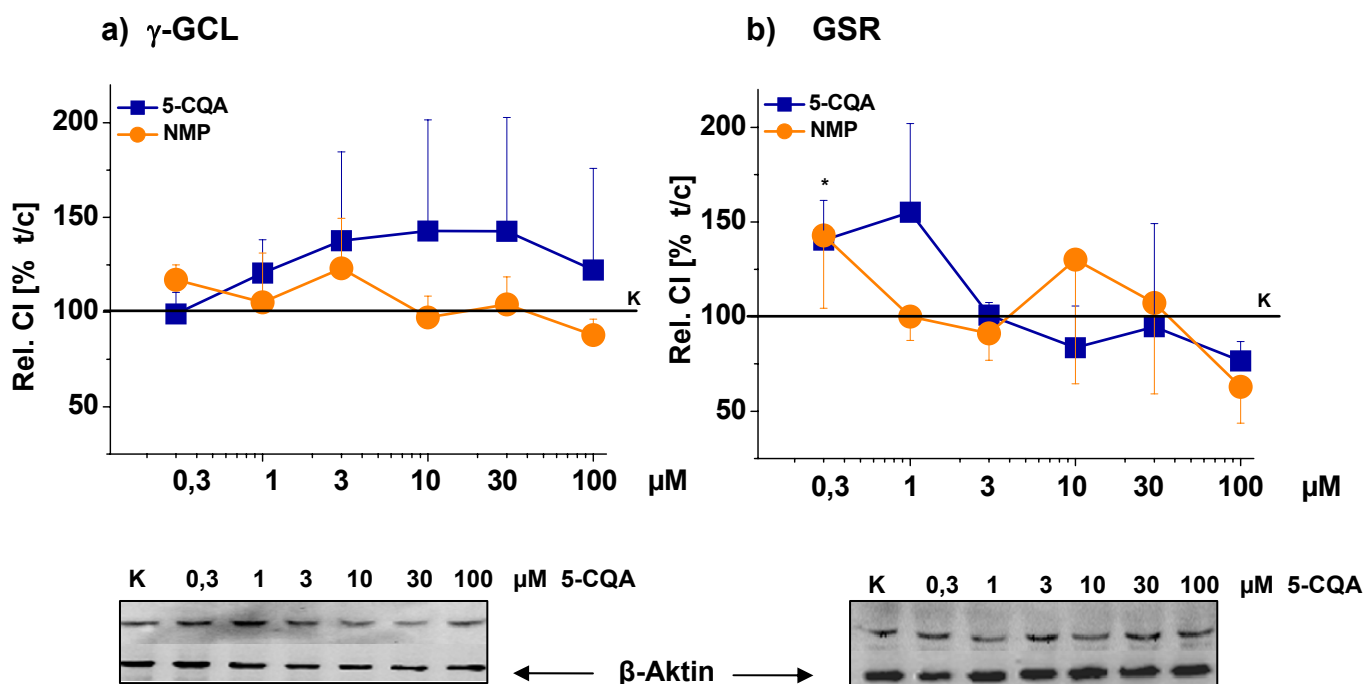 a) γ-GCL
5-CQA
NMP
Rel. CI [% t/c]
200
150
100
50
K
0,3 1 3 10 30 100 µM
b) GSR
5-CQA
NMP
Rel. CI [% t/c]
200
150
100
50
*
K
0,3 1 3 10 30 100 µM
K 0,3 1 3 10 30 100 µM 5-CQA
K 0,3 1 3 10 30 100 µM 5-CQA
β-Aktin